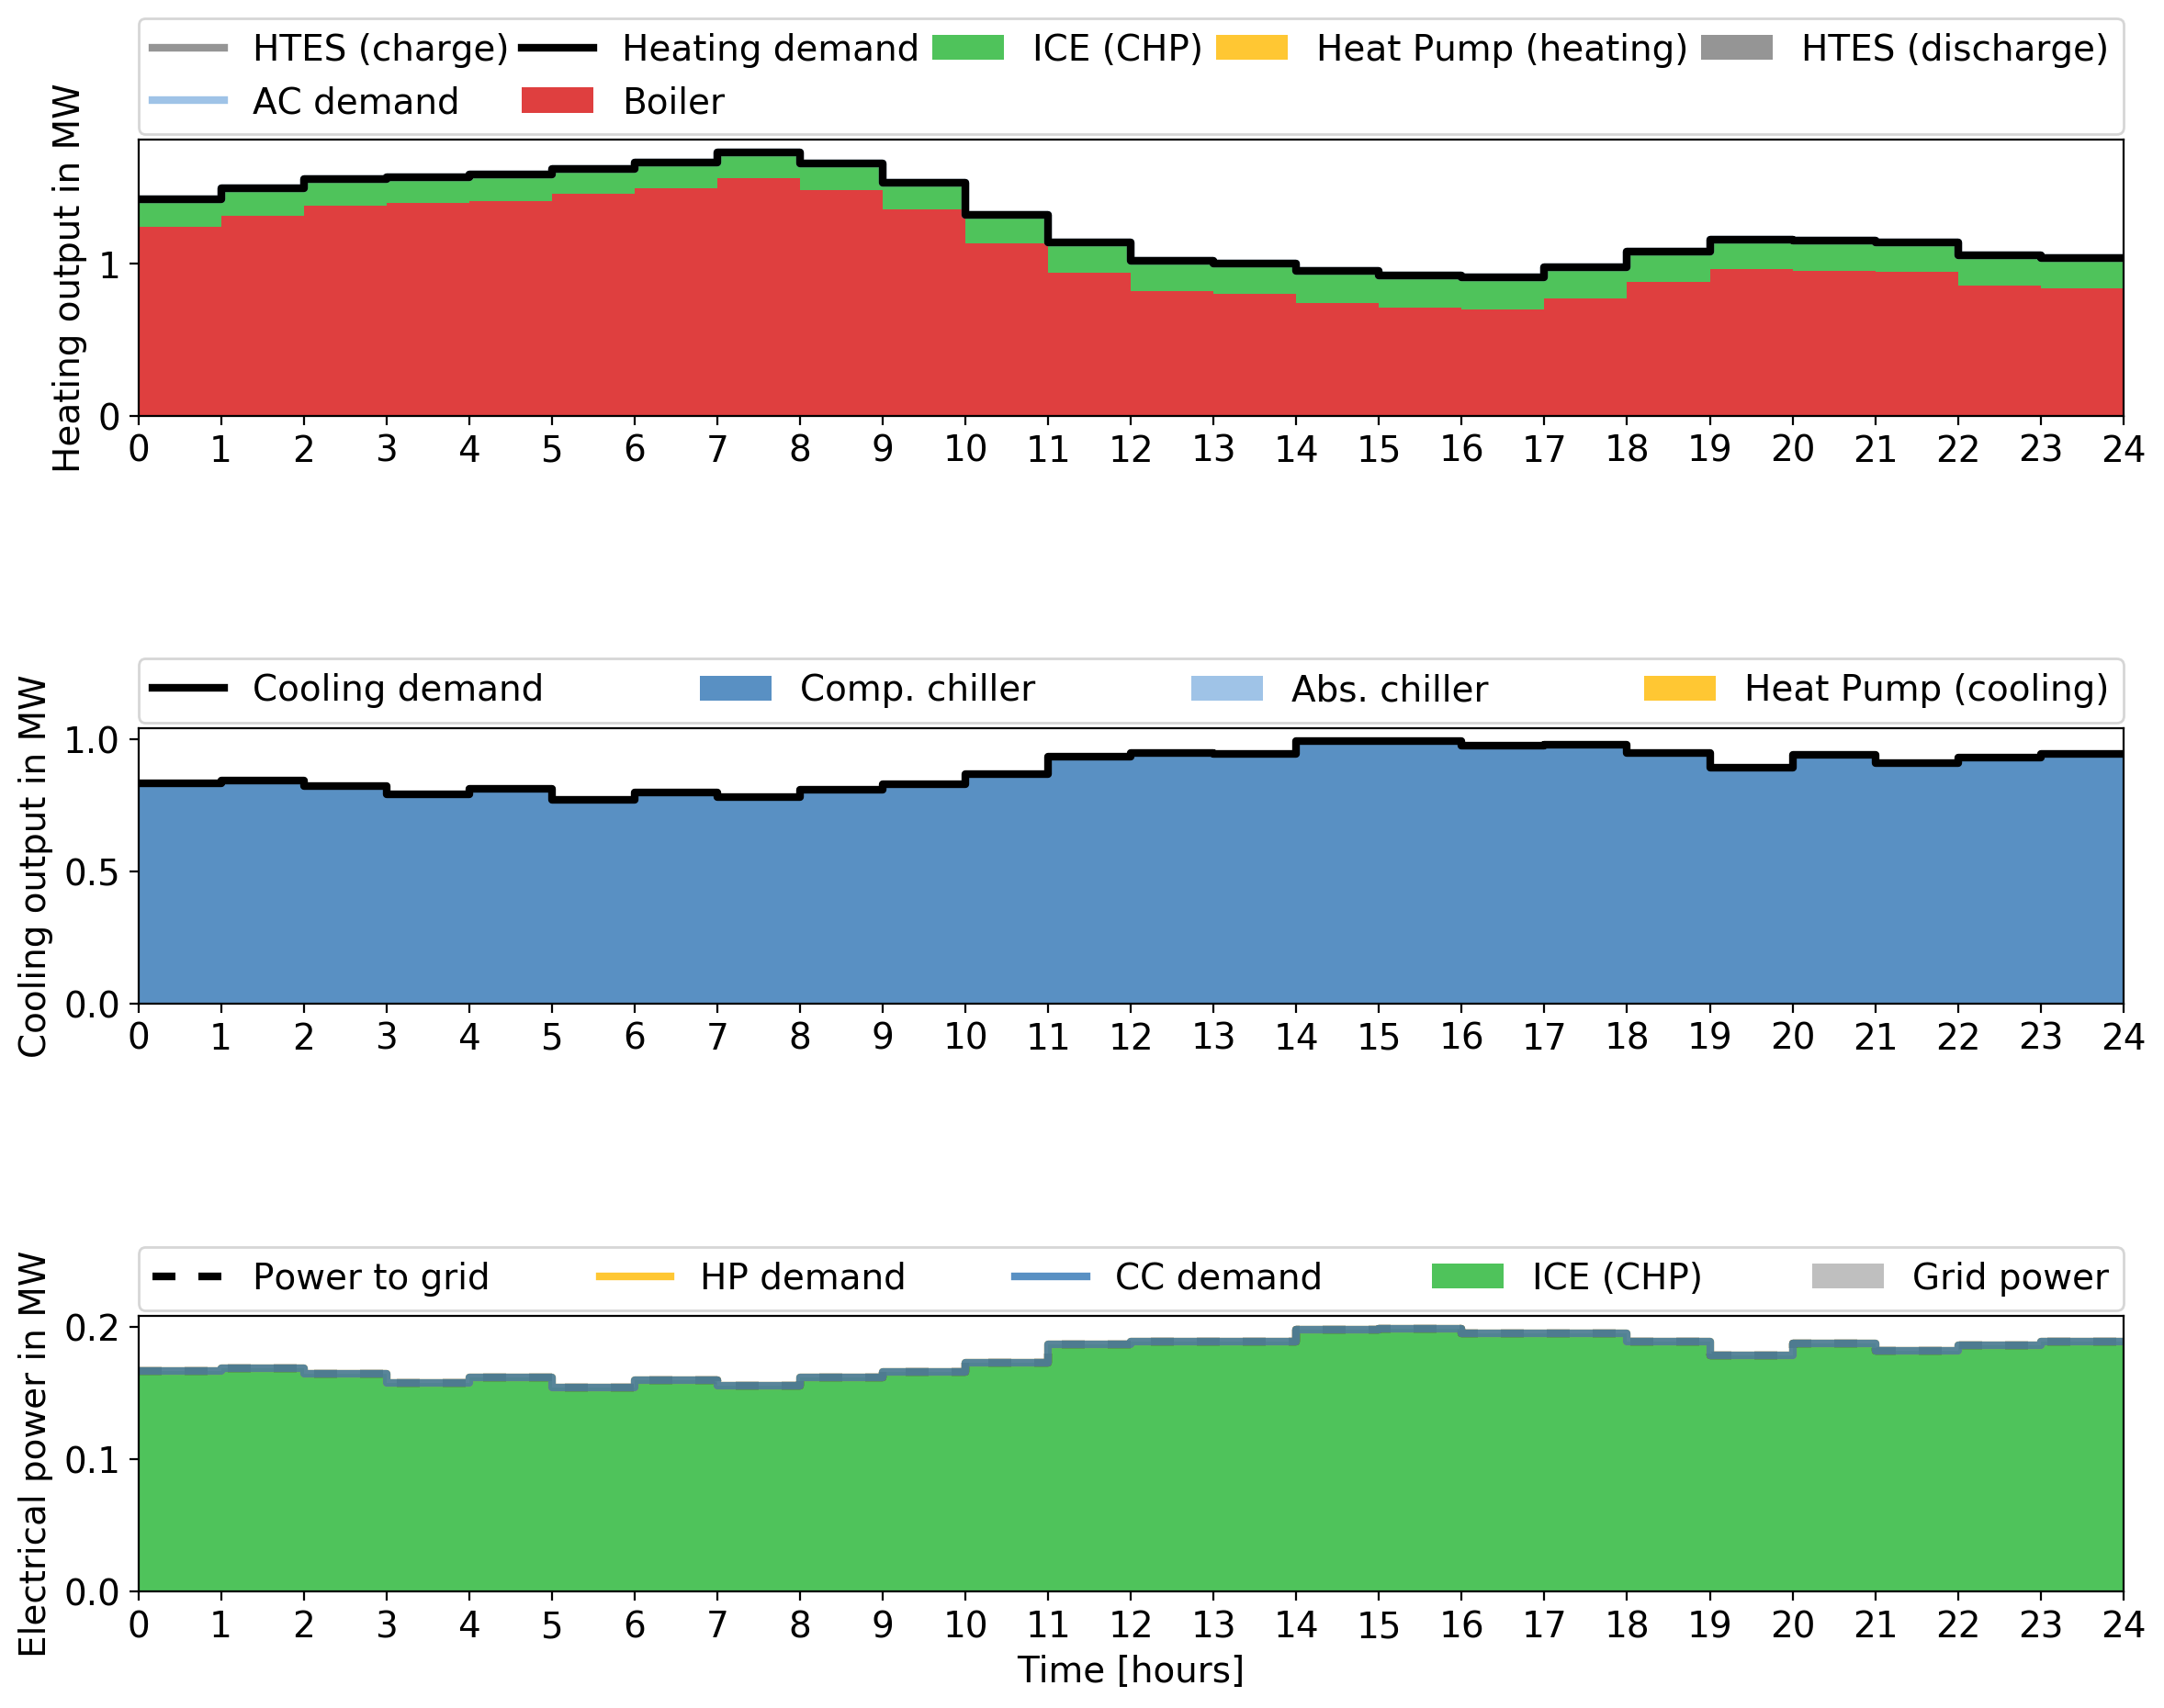 HTES (charge) Heating demand ICE (CHP) Heat Pump (heating) HTES (discharge)
AC demand Boiler
Heating output in MW
1
0
0 1 2 3 4 5 6 7 8 9 10 11 12 13 14 15 16 17 18 19 20 21 22 23 24
Cooling demand Comp. chiller Abs. chiller Heat Pump (cooling)
Cooling output in MW
1.0
0.5
0.0
0 1 2 3 4 5 6 7 8 9 10 11 12 13 14 15 16 17 18 19 20 21 22 23 24
Power to grid HP demand CC demand ICE (CHP) Grid power
Electrical power in MW
0.2
0.1
0.0
0 1 2 3 4 5 6 7 8 9 10 11 12 13 14 15 16 17 18 19 20 21 22 23 24
Time [hours]